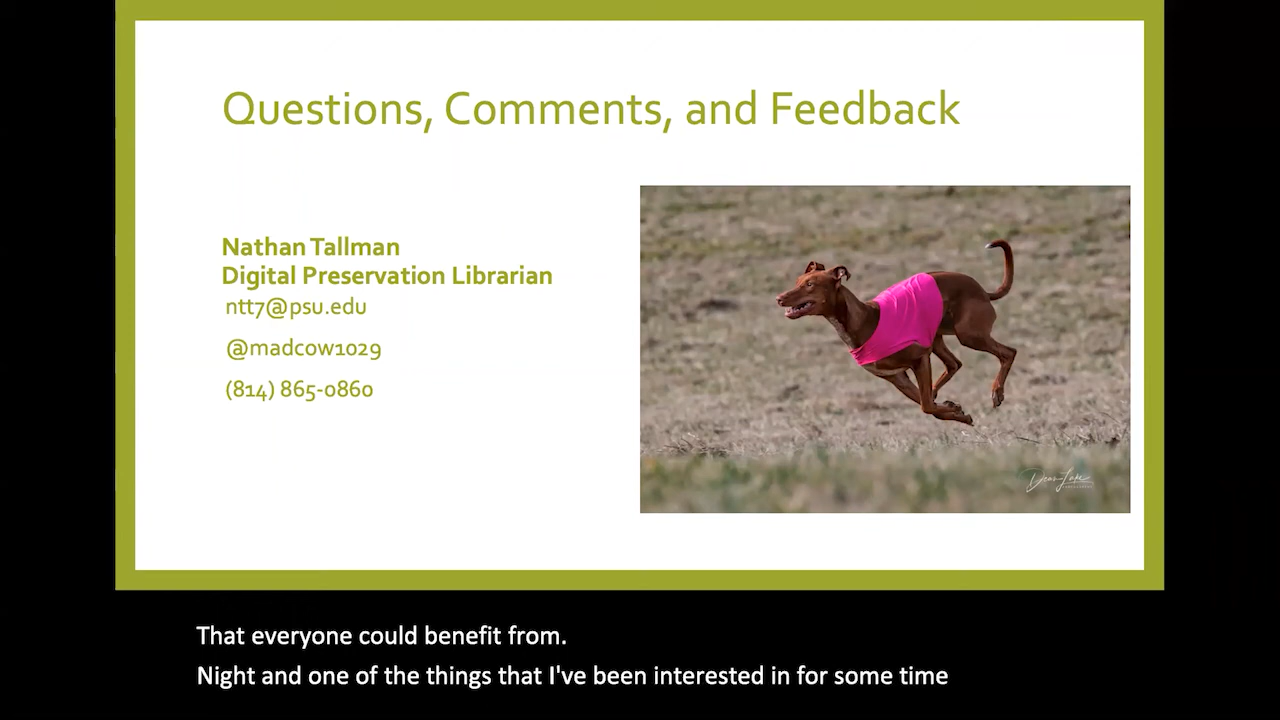 Questions, Comments, and Feedback
Nathan Tallman
Digital Preservation Librarian
ntt7@psu.edu
@madcow1029
(814) 865-0860
That everyone could benefit from.
Night and one of the things that I've been interested in for some time